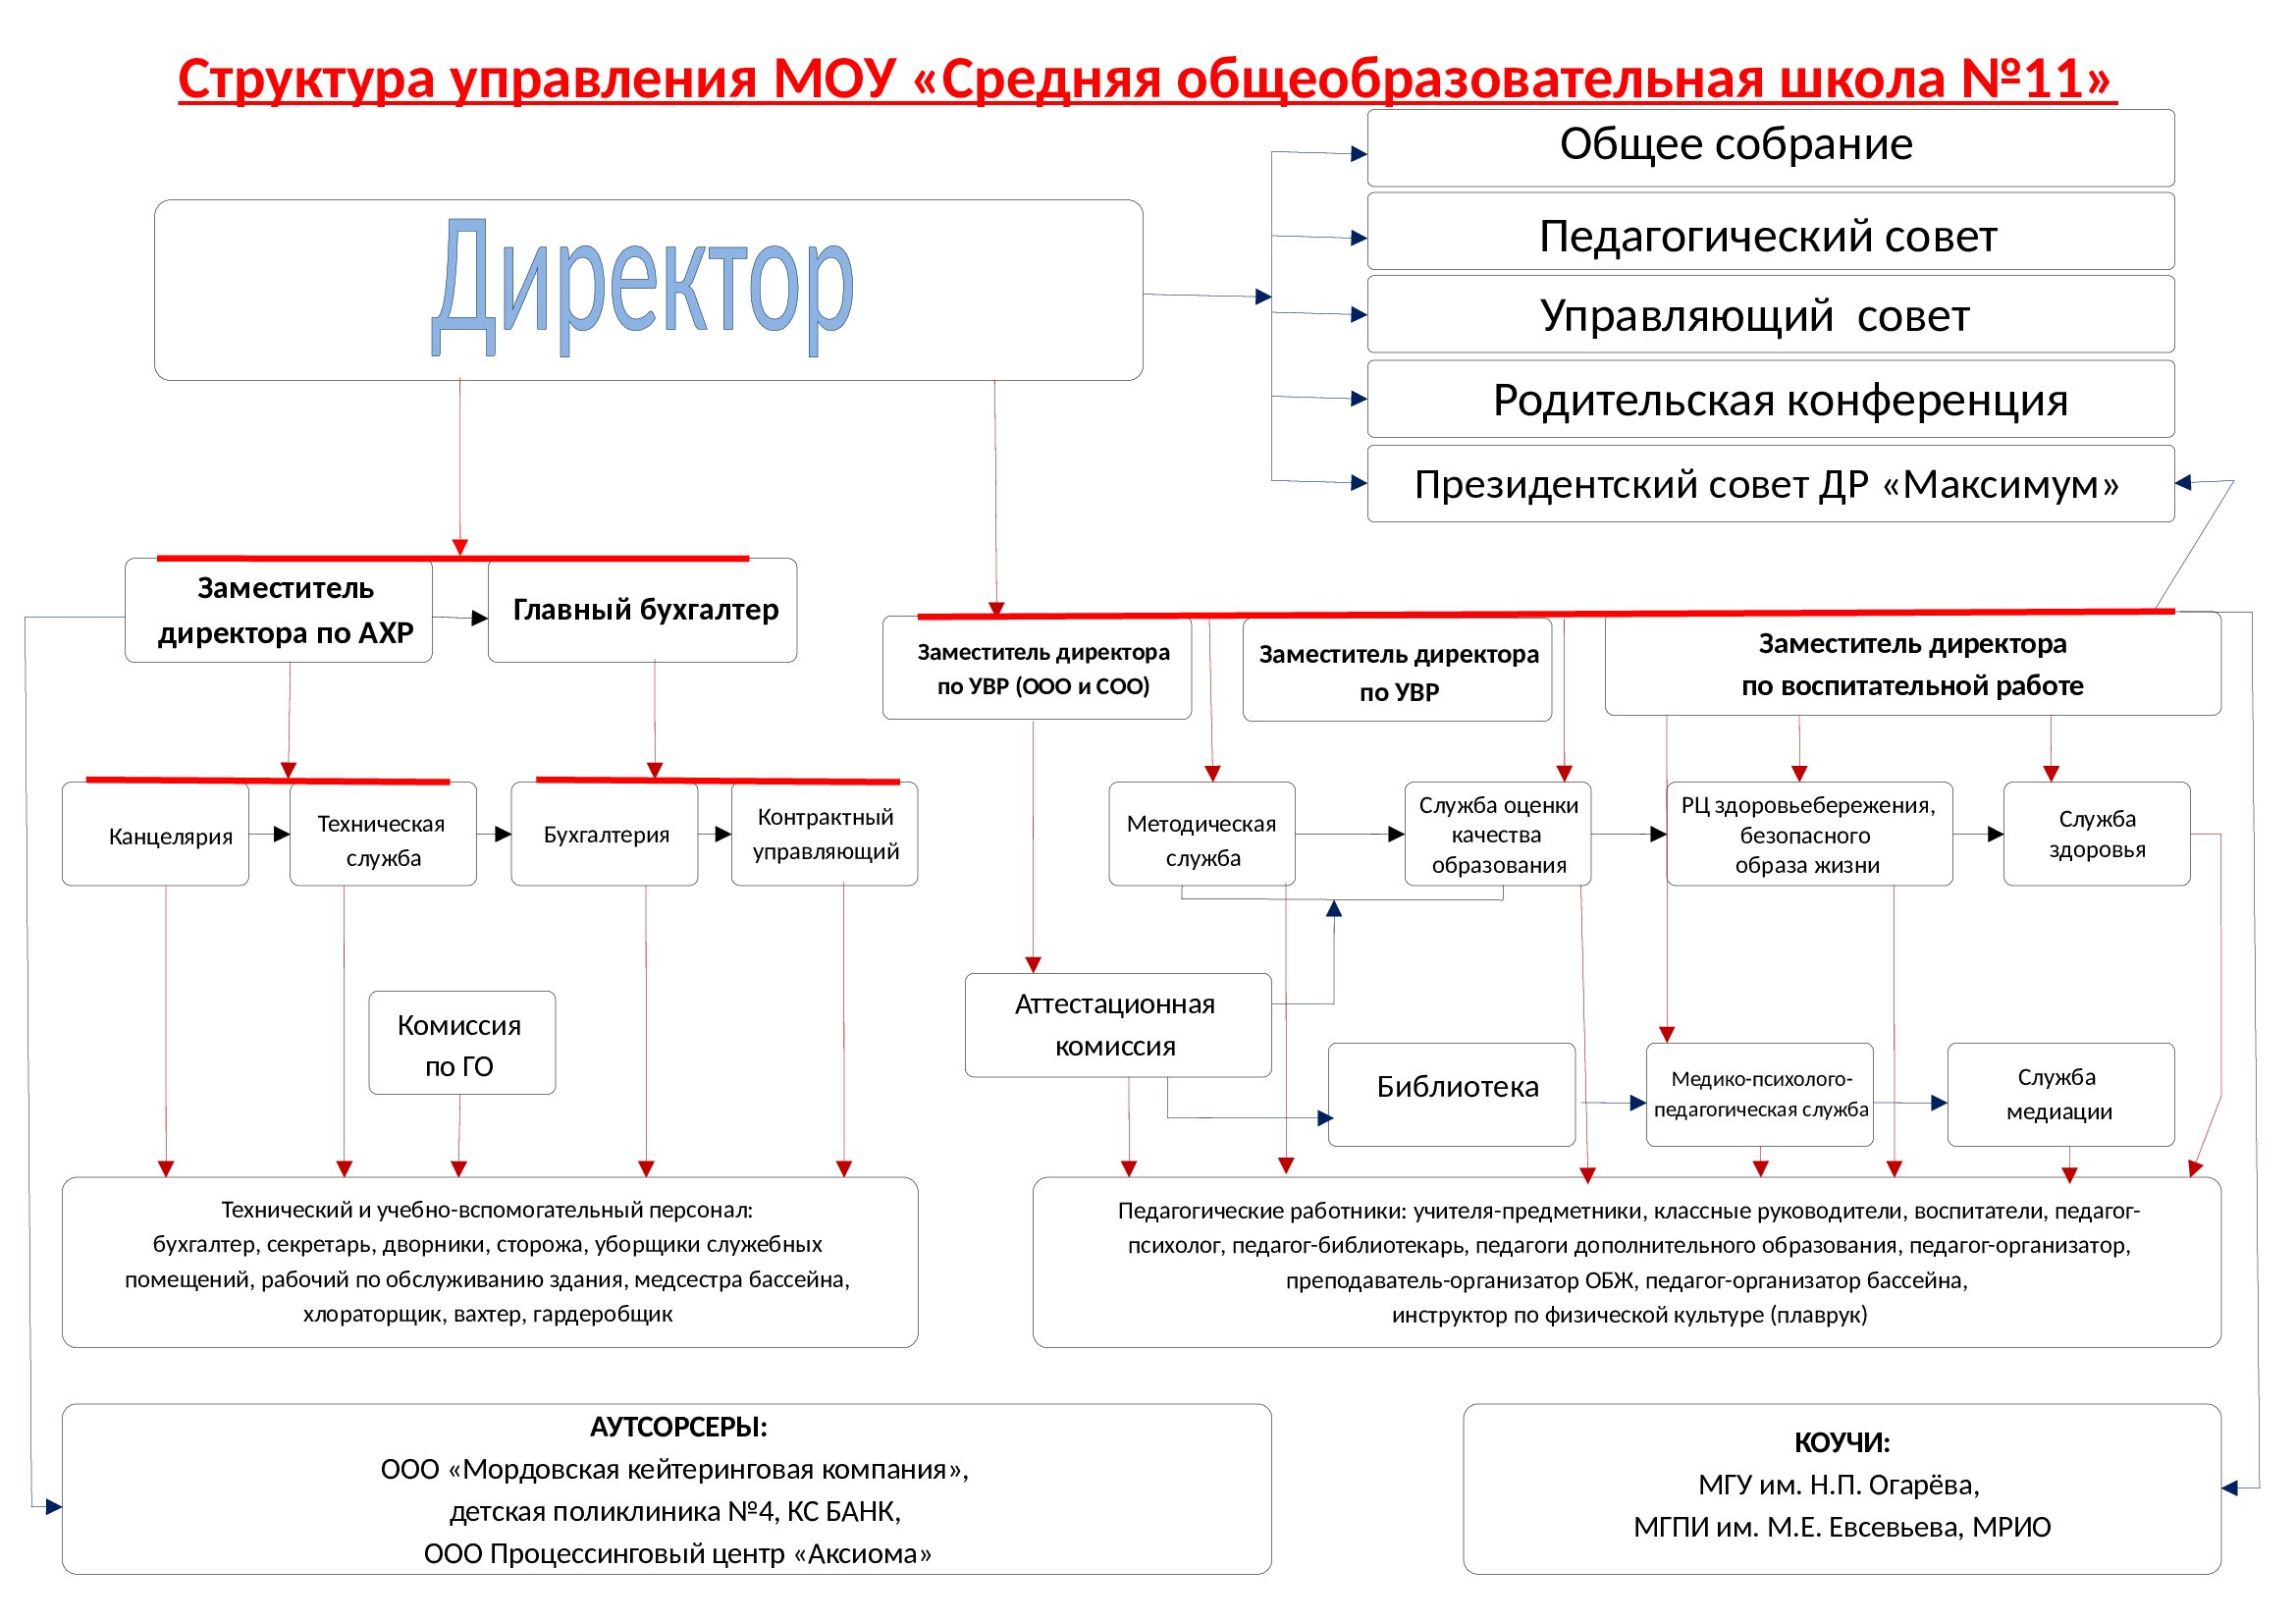 Структура управления МОУ «Средняя общеобразовательная школа №11»
Общее собрание
Педагогический совет
Управляющий совет
Родительская конференция
Президентский совет ДР «Максимум»
Директор
Заместитель
директора по АХР
Главный бухгалтер
Заместитель директора
по УВР (ООО и СОО)
Заместитель директора
по УВР
Заместитель директора
по воспитательной работе
Канцелярия
Техническая
служба
Бухгалтерия
Контрактный
управляющий
Методическая
служба
Служба оценки
качества
образования
РЦ здоровьебережения,
безопасного
образа жизни
Служба
здоровья
Комиссия
по ГО
Аттестационная
комиссия
Библиотека
Медико-психолого-
педагогическая служба
Служба
медиации
Технический и учебно-вспомогательный персонал:
бухгалтер, секретарь, дворники, сторожа, уборщики служебных
помещений, рабочий по обслуживанию здания, медсестра бассейна,
хлораторщик, вахтер, гардеробщик
Педагогические работники: учителя-предметники, классные руководители, воспитатели, педагог-
психолог, педагог-библиотекарь, педагоги дополнительного образования, педагог-организатор,
преподаватель-организатор ОБЖ, педагог-организатор бассейна,
инструктор по физической культуре (плаврук)
АУТСОРСЕРЫ:
ООО «Мордовская кейтеринговая компания»,
детская поликлиника №4, КС БАНК,
ООО Процессинговый центр «Аксиома»
КОУЧИ:
МГУ им. Н.П. Огарёва,
МГПИ им. М.Е. Евсевьева, МРИО